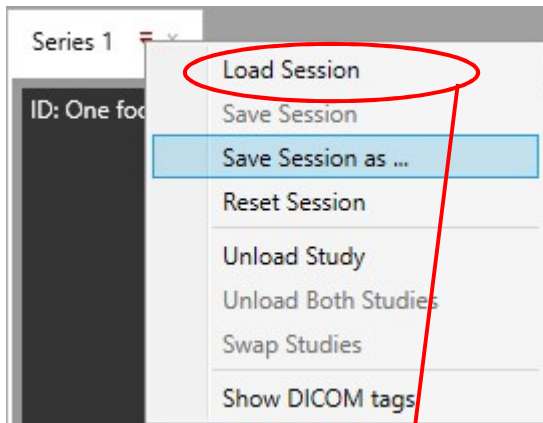 Series 1
Load Session
ID: One foc
Save Session
Save Session as ...
Reset Session
Unload Study
Unload Both Studies
Swap Studies
Show DICOM tags